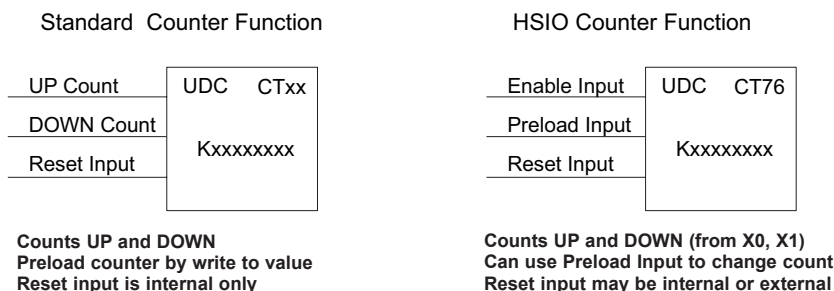 Standard Counter Function
UP Count
UDC CTxx
DOWN Count
Kxxxxxxxx
Reset Input
Counts UP and DOWN
Preload counter by write to value
Reset input is internal only
HSIO Counter Function
Enable Input
UDC CT76
Preload Input
Kxxxxxxxx
Reset Input
Counts UP and DOWN (from X0, X1)
Can use Preload Input to change count
Reset input may be internal or external